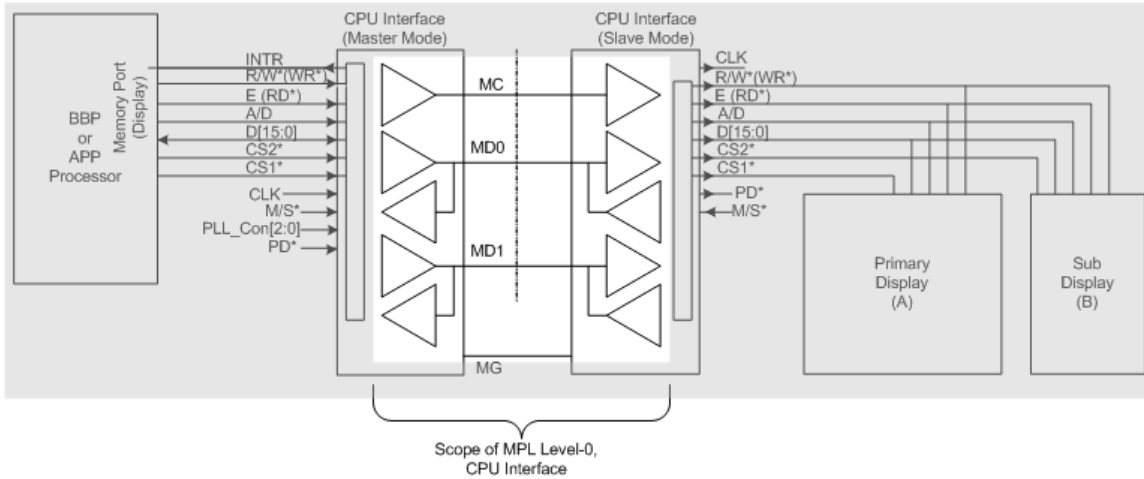 CPU Interface
(Master Mode)
CPU Interface
(Slave Mode)
BBP
or
APP
Processor
Memory Port
(Display)
INTR
R/W*(WR*)
E (RD*)
A/D
D[15:0]
CS2*
CS1*
CLK
M/S*
PLL_Con[2:0]
PD*
MC
MD0
MD1
MG
CLK
R/W*(WR*)
E (RD*)
A/D
D[15:0]
CS2*
CS1*
PD*
M/S*
Primary
Display
(A)
Sub
Display
(B)
Scope of MPL Level-0,
CPU Interface